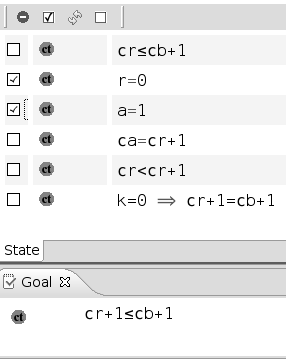 ct cr≤cb+1
ct r=0
ct a=1
ct ca=cr+1
ct cr<cr+1
ct k=0 ⇒ cr+1=cb+1
State
Goal
ct cr+1≤cb+1